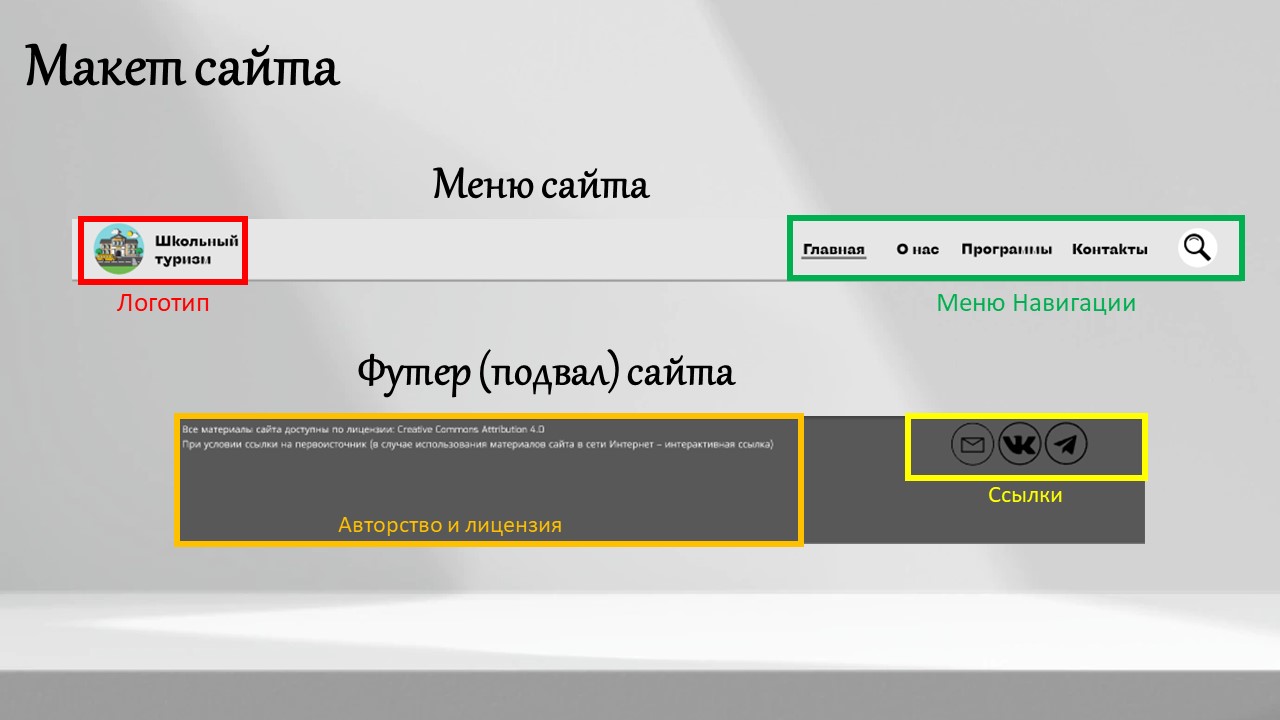 Макет сайта
Меню сайта
Школьный
туризм
Главная О нас Программы Контакты
Логотип
Меню Навигации
Футер (подвал) сайта
Все материалы сайта доступны по лицензии: Creative Commons Attribution 4.0
При условии ссылки на первоисточник (в случае использования материалов сайта в сети Интернет – интерактивная ссылка)
Ссылки
Авторство и лицензия